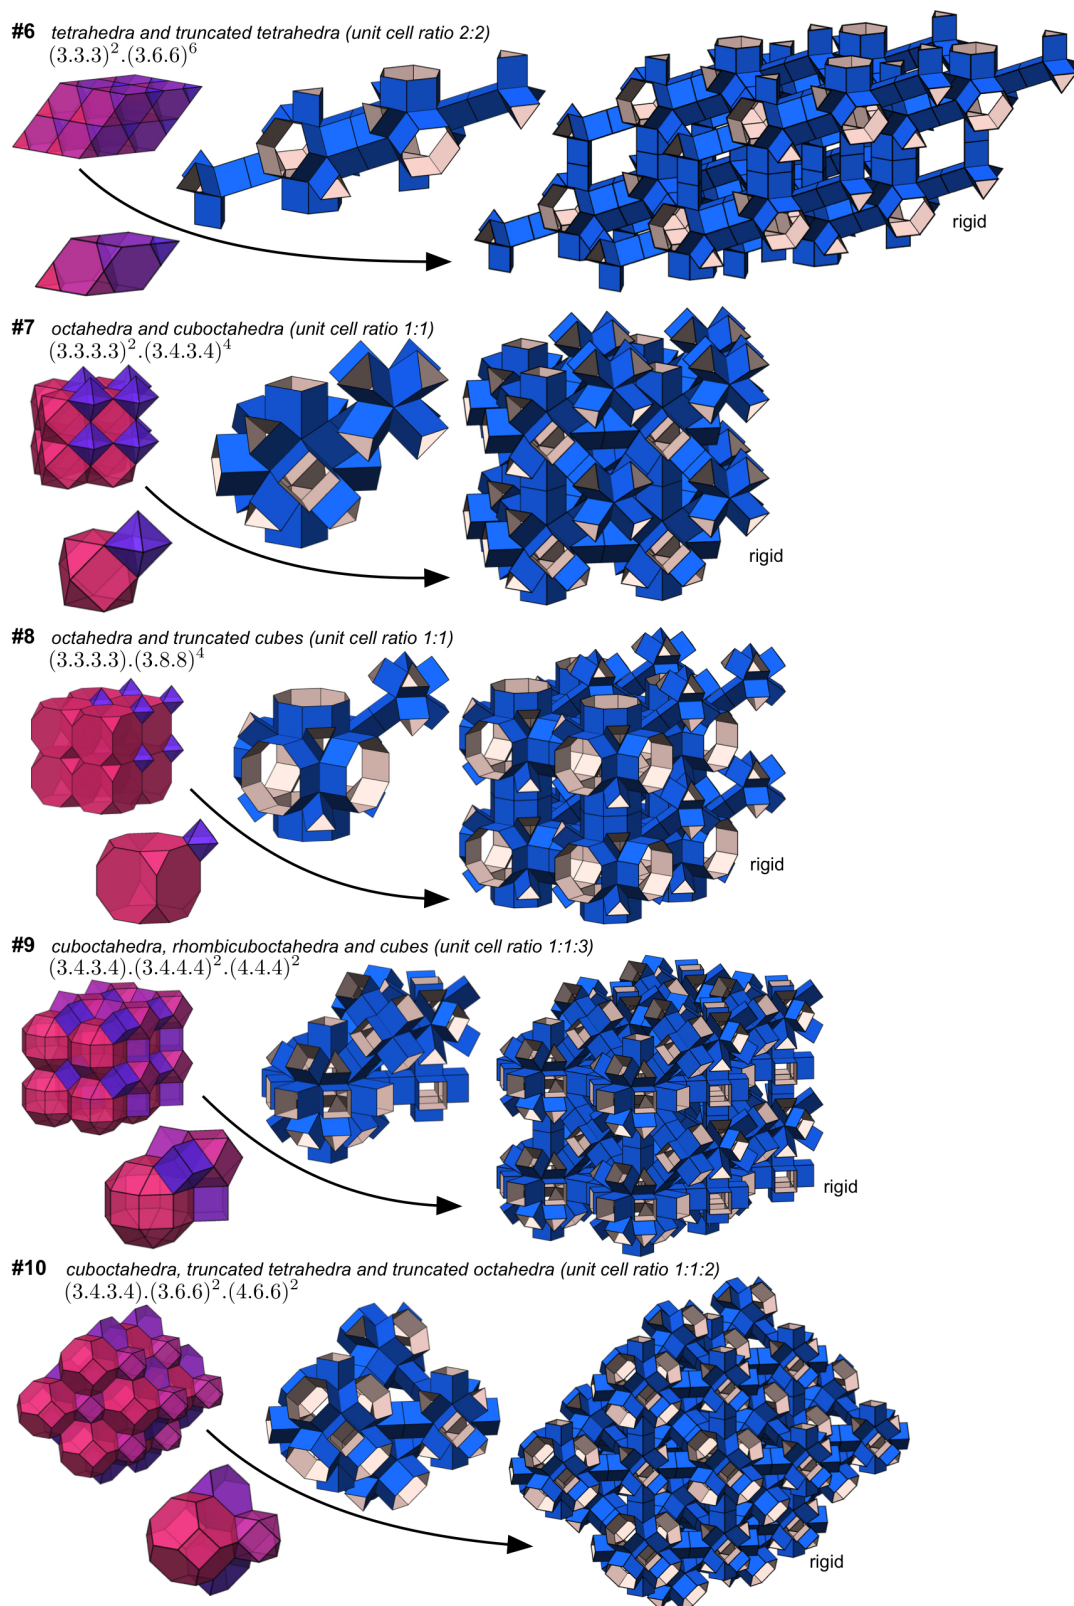 #6 tetrahedra and truncated tetrahedra (unit cell ratio 2:2)
(3.3.3)².(3.6.6)⁶
rigid
#7 octahedra and cuboctahedra (unit cell ratio 1:1)
(3.3.3.3)².(3.4.3.4)⁴
rigid
#8 octahedra and truncated cubes (unit cell ratio 1:1)
(3.3.3.3).(3.8.8)⁴
rigid
#9 cuboctahedra, rhombicuboctahedra and cubes (unit cell ratio 1:1:3)
(3.4.3.4).(3.4.4.4)².(4.4.4)²
rigid
#10 cuboctahedra, truncated tetrahedra and truncated octahedra (unit cell ratio 1:1:2)
(3.4.3.4).(3.6.6)².(4.6.6)²
rigid